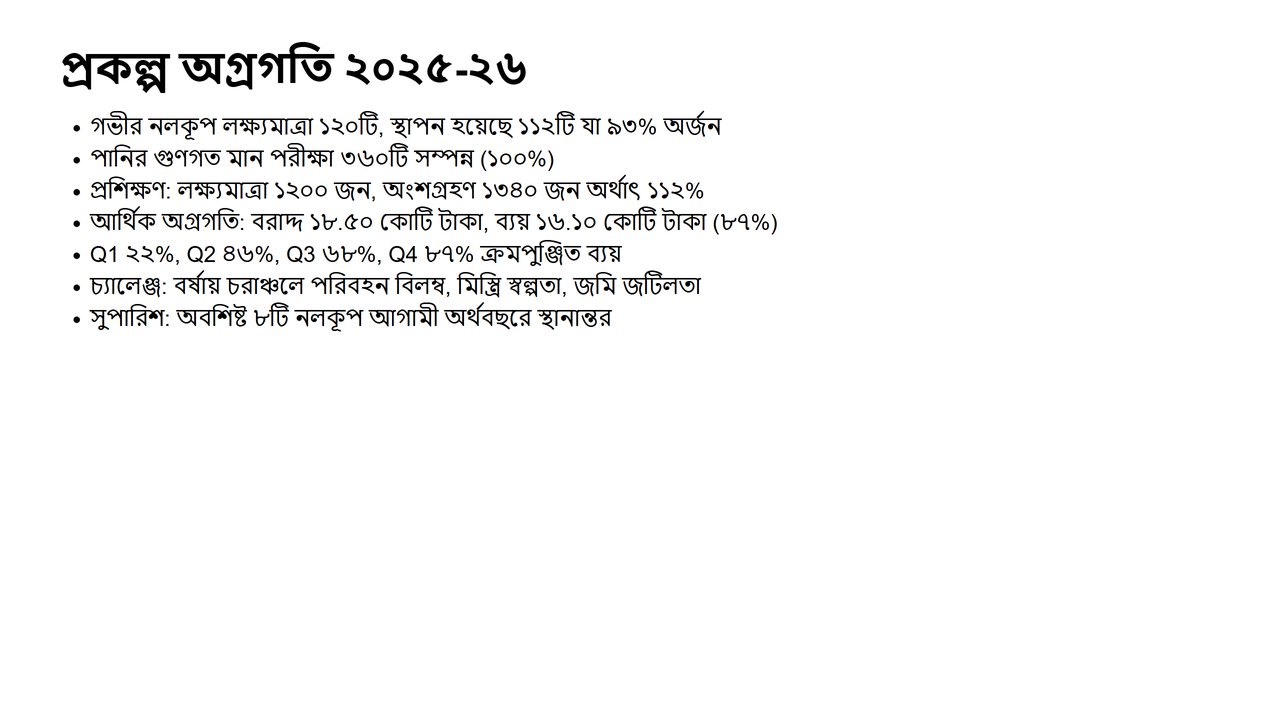 প্রকল্প অগ্রগতি ২০২৫-২৬
• গভীর নলকূপ লক্ষ্যমাত্রা ১২০টি, স্থাপন হয়েছে ১১২টি যা ৯৩% অর্জন
• পানির গুণগত মান পরীক্ষা ৩৬০টি সম্পন্ন (১০০%)
• প্রশিক্ষণ: লক্ষ্যমাত্রা ১২০০ জন, অংশগ্রহণ ১৩৪০ জন অর্থাৎ ১১২%
• আর্থিক অগ্রগতি: বরাদ্দ ১৮.৫০ কোটি টাকা, ব্যয় ১৬.১০ কোটি টাকা (৮৭%)
• Q1 ২২%, Q2 ৪৬%, Q3 ৬৮%, Q4 ৮৭% ক্রমপুঞ্জিত ব্যয়
• চ্যালেঞ্জ: বর্ষায় চরাঞ্চলে পরিবহন বিলম্ব, মিস্ত্রি স্বল্পতা, জমি জটিলতা
• সুপারিশ: অবশিষ্ট ৮টি নলকূপ আগামী অর্থবছরে স্থানান্তর